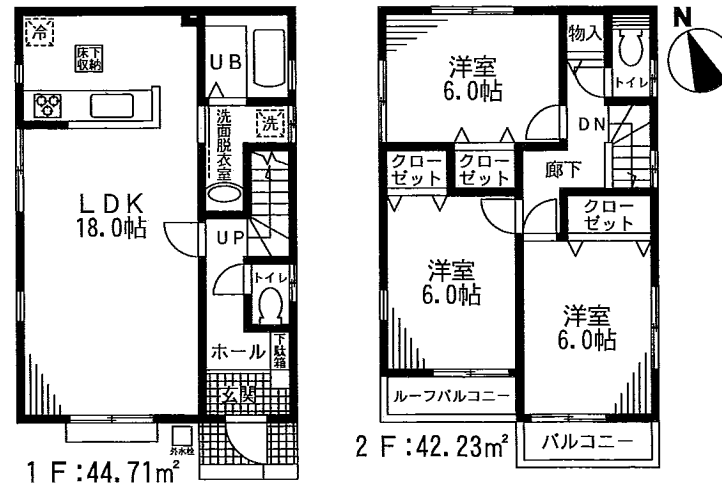 冷
床下
収納
UB
洗面脱衣室
洗
LDK
18.0帖
UP
トイレ
ホール
下駄箱
玄関
外水栓
1F:44.71㎡
洋室
6.0帖
物入
トイレ
N
DN
廊下
クロー
ゼット
クロー
ゼット
クロー
ゼット
洋室
6.0帖
洋室
6.0帖
ルーフバルコニー
バルコニー
2F:42.23㎡